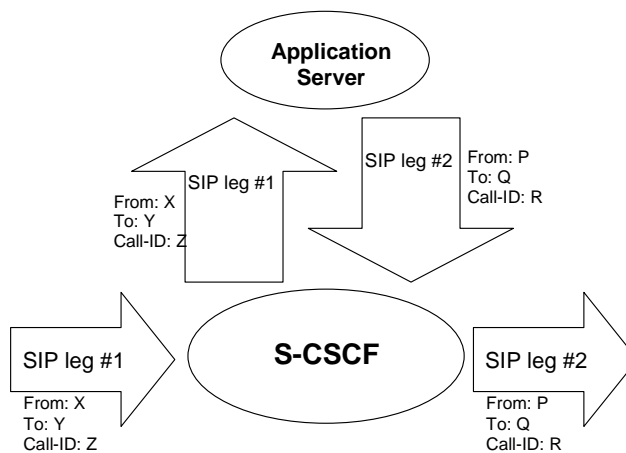 Application
Server
SIP leg #1
From: X
To: Y
Call-ID: Z
SIP leg #2
From: P
To: Q
Call-ID: R
SIP leg #1
From: X
To: Y
Call-ID: Z
S-CSCF
SIP leg #2
From: P
To: Q
Call-ID: R